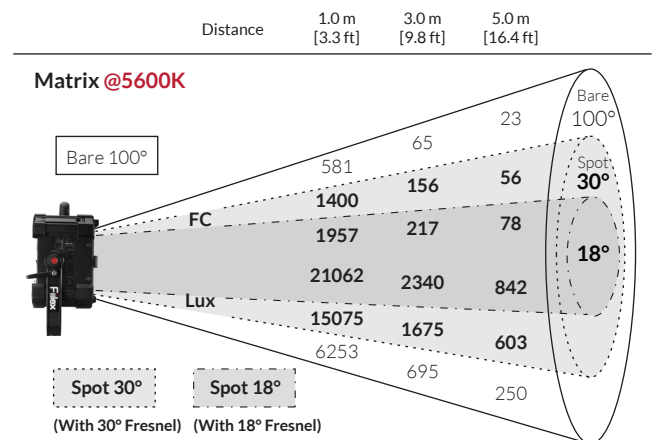 Distance 1.0 m 3.0 m 5.0 m
[3.3 ft] [9.8 ft] [16.4 ft]
Matrix @5600K
Bare 100°
Bare
100°
581 65 23
Spot
30°
1400 156 56
FC
1957 217 78
18°
21062 2340 842
Lux
15075 1675 603
6253 695 250
Fiilex
Spot 30° Spot 18°
(With 30° Fresnel) (With 18° Fresnel)